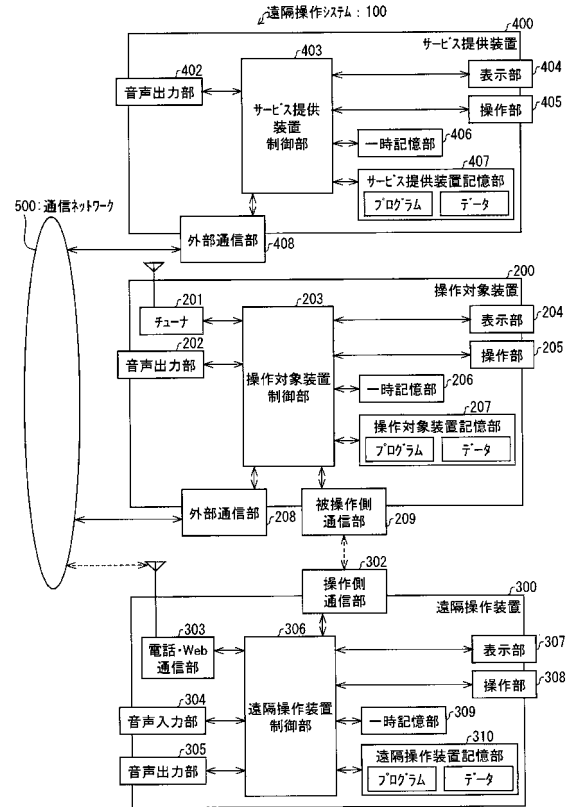 遠隔操作システム：100
400
サービス提供装置
402
音声出力部
403
サービス提供
装置
制御部
404
表示部
405
操作部
406
一時記憶部
407
サービス提供装置記憶部
プログラム
データ
外部通信部
408
500：通信ネットワーク
200
操作対象装置
201
チューナ
202
音声出力部
203
操作対象装置
制御部
204
表示部
205
操作部
206
一時記憶部
207
操作対象装置記憶部
プログラム
データ
外部通信部
208
被操作側
通信部
209
302
操作側
通信部
300
遠隔操作装置
303
電話・Web
通信部
304
音声入力部
305
音声出力部
306
遠隔操作装置
制御部
307
表示部
308
操作部
309
一時記憶部
310
遠隔操作装置記憶部
プログラム
データ